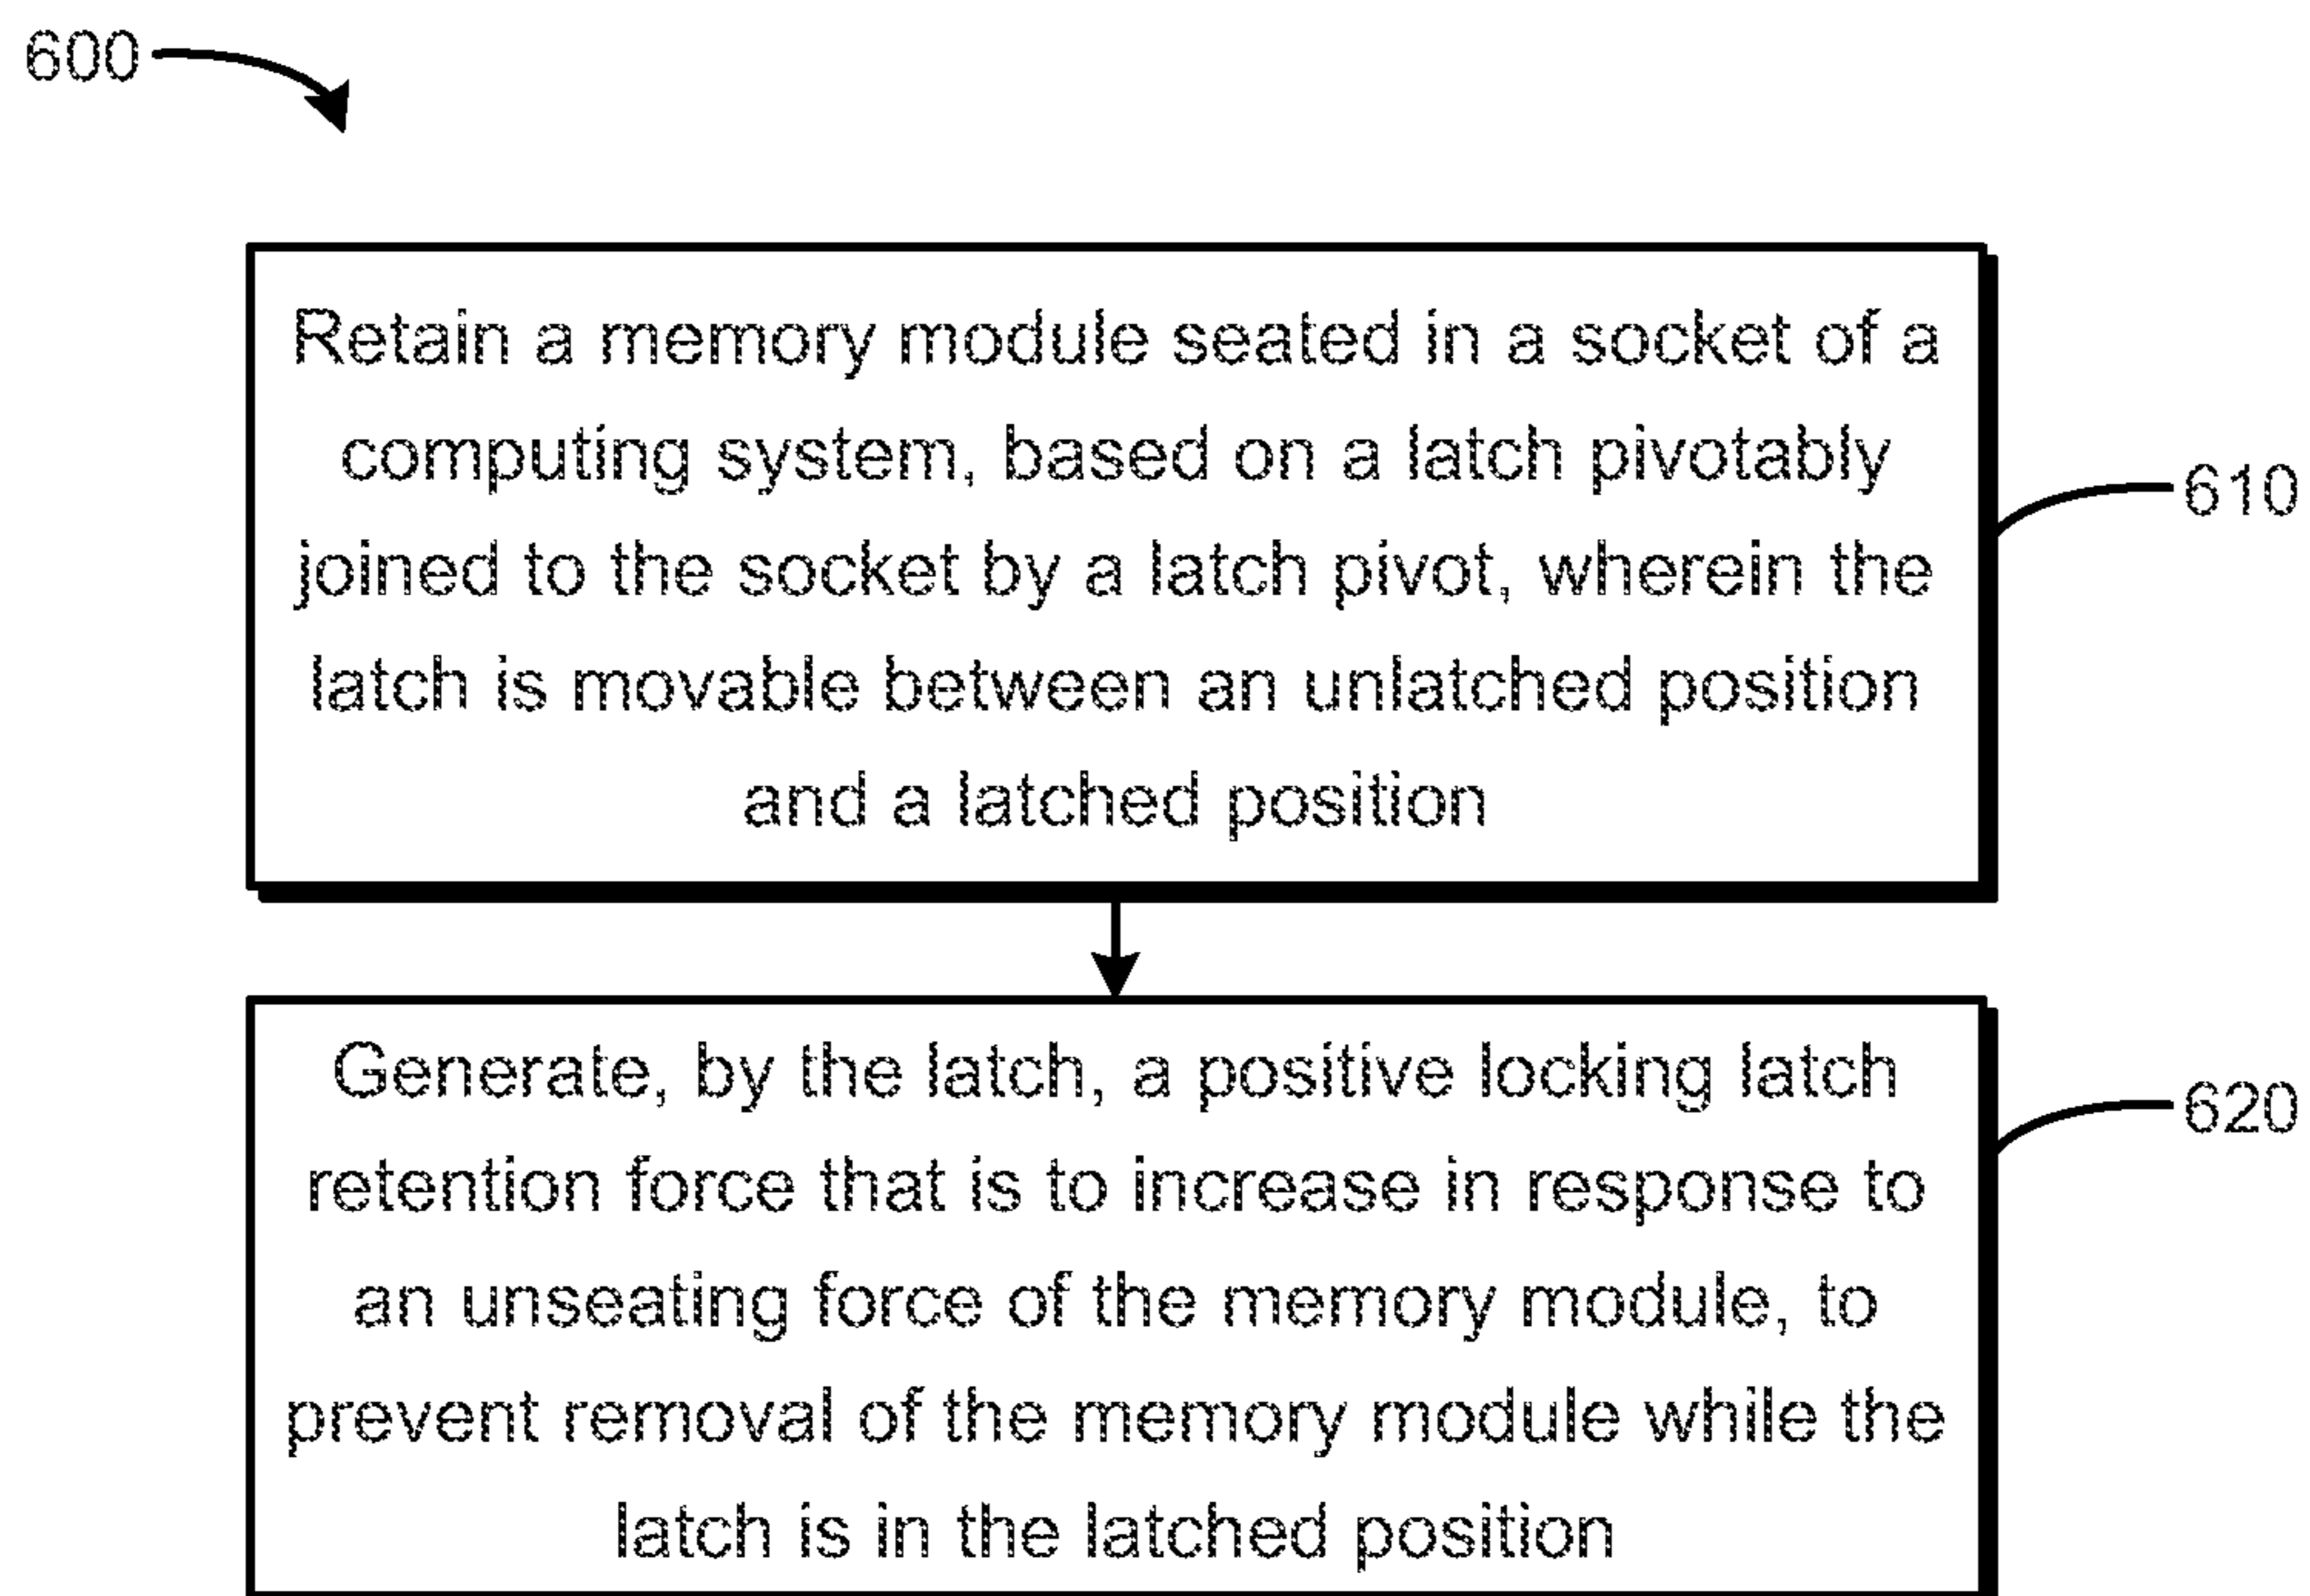 600
Retain a memory module seated in a socket of a
computing system, based on a latch pivotably
joined to the socket by a latch pivot, wherein the
latch is movable between an unlatched position
and a latched position
610
Generate, by the latch, a positive locking latch
retention force that is to increase in response to
an unseating force of the memory module, to
prevent removal of the memory module while the
latch is in the latched position
620